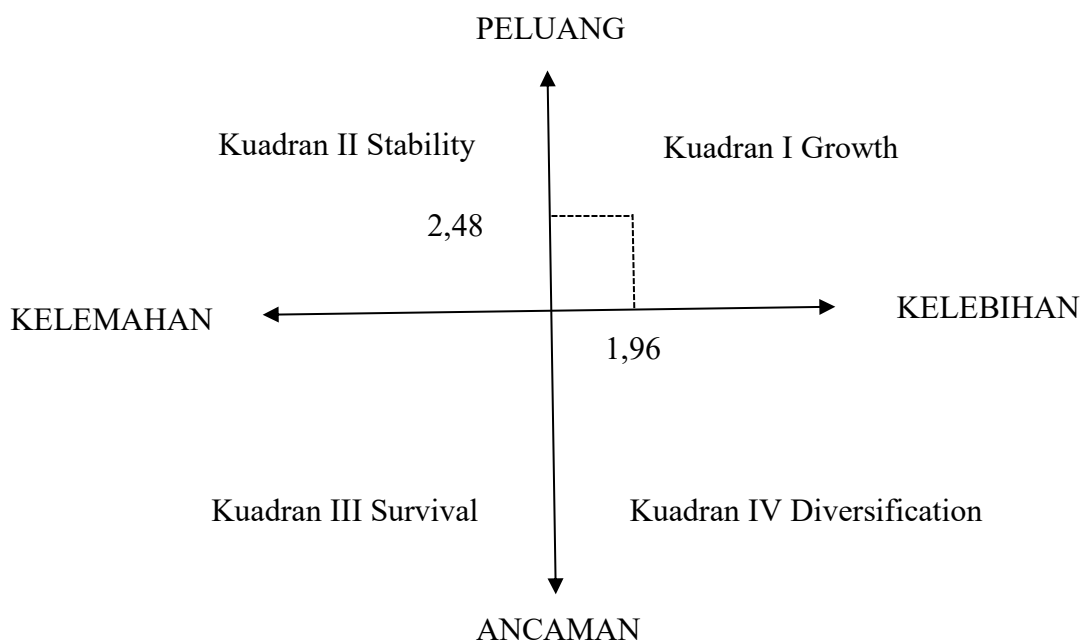 PELUANG
Kuadran II Stability
Kuadran I Growth
2,48
KELEMAHAN
KELEBIHAN
1,96
Kuadran III Survival
Kuadran IV Diversification
ANCAMAN